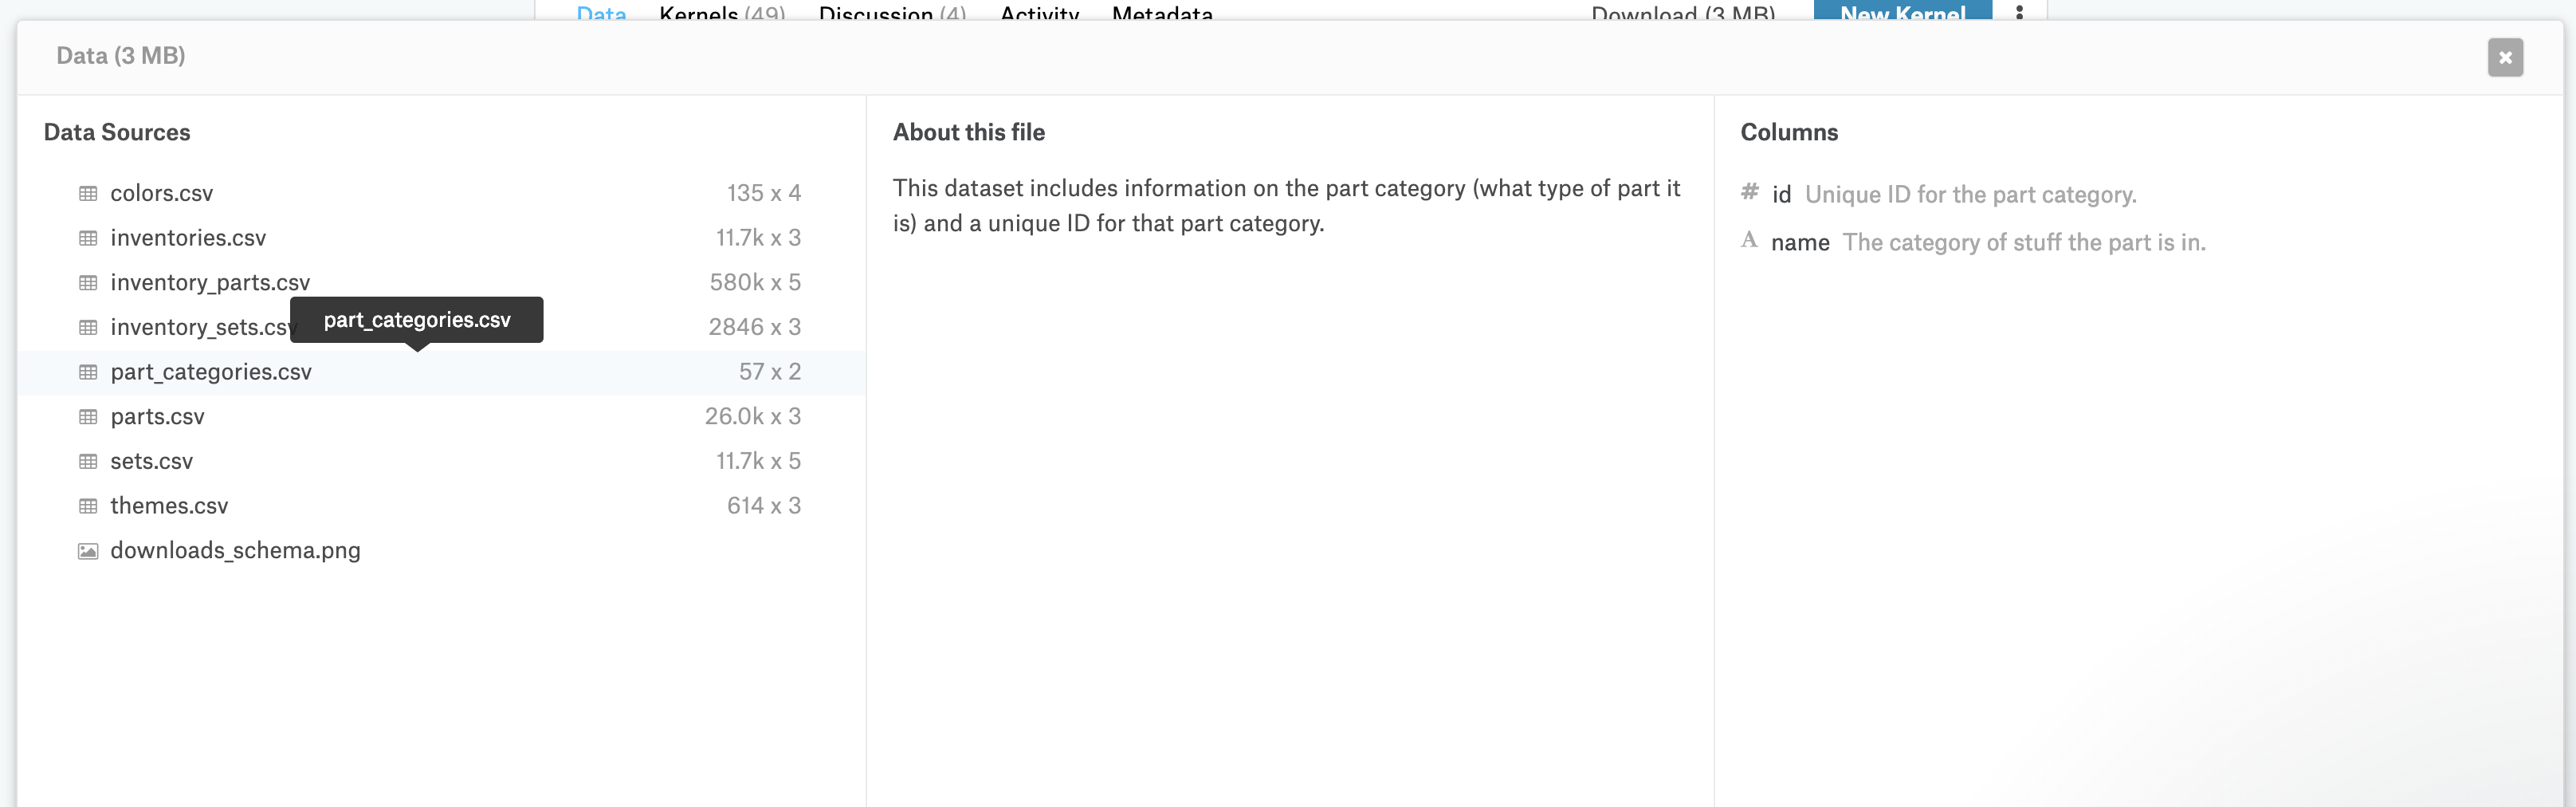 Data Kernels (49) Discussion (4) Activity Metadata Download (3 MB) New Kernel
Data (3 MB)
Data Sources
colors.csv 135 x 4
inventories.csv 11.7k x 3
inventory_parts.csv 580k x 5
part_categories.csv
inventory_sets.csv 2846 x 3
part_categories.csv 57 x 2
parts.csv 26.0k x 3
sets.csv 11.7k x 5
themes.csv 614 x 3
downloads_schema.png
About this file
This dataset includes information on the part category (what type of part it
is) and a unique ID for that part category.
Columns
# id Unique ID for the part category.
A name The category of stuff the part is in.